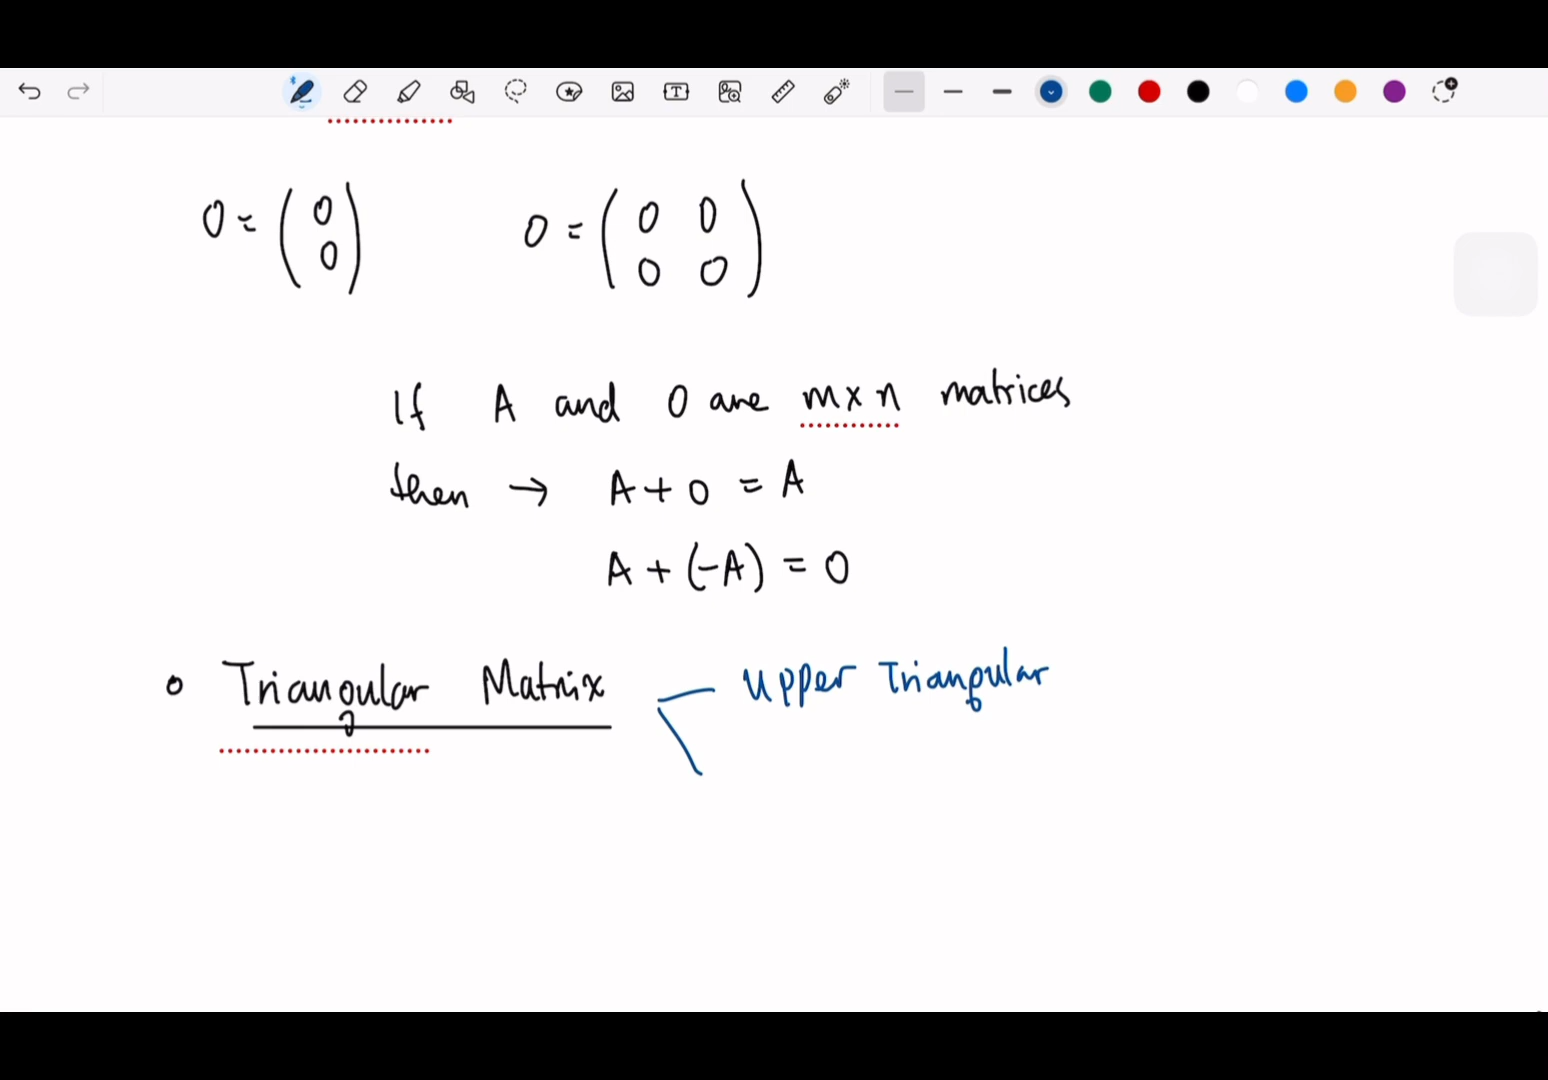 0 = ( 0 0 ) 0 = ( 0 0 0 0 )
If A and 0 are m x n matrices
then → A + 0 = A
A + (-A) = 0
Triangular Matrix Upper Triangular